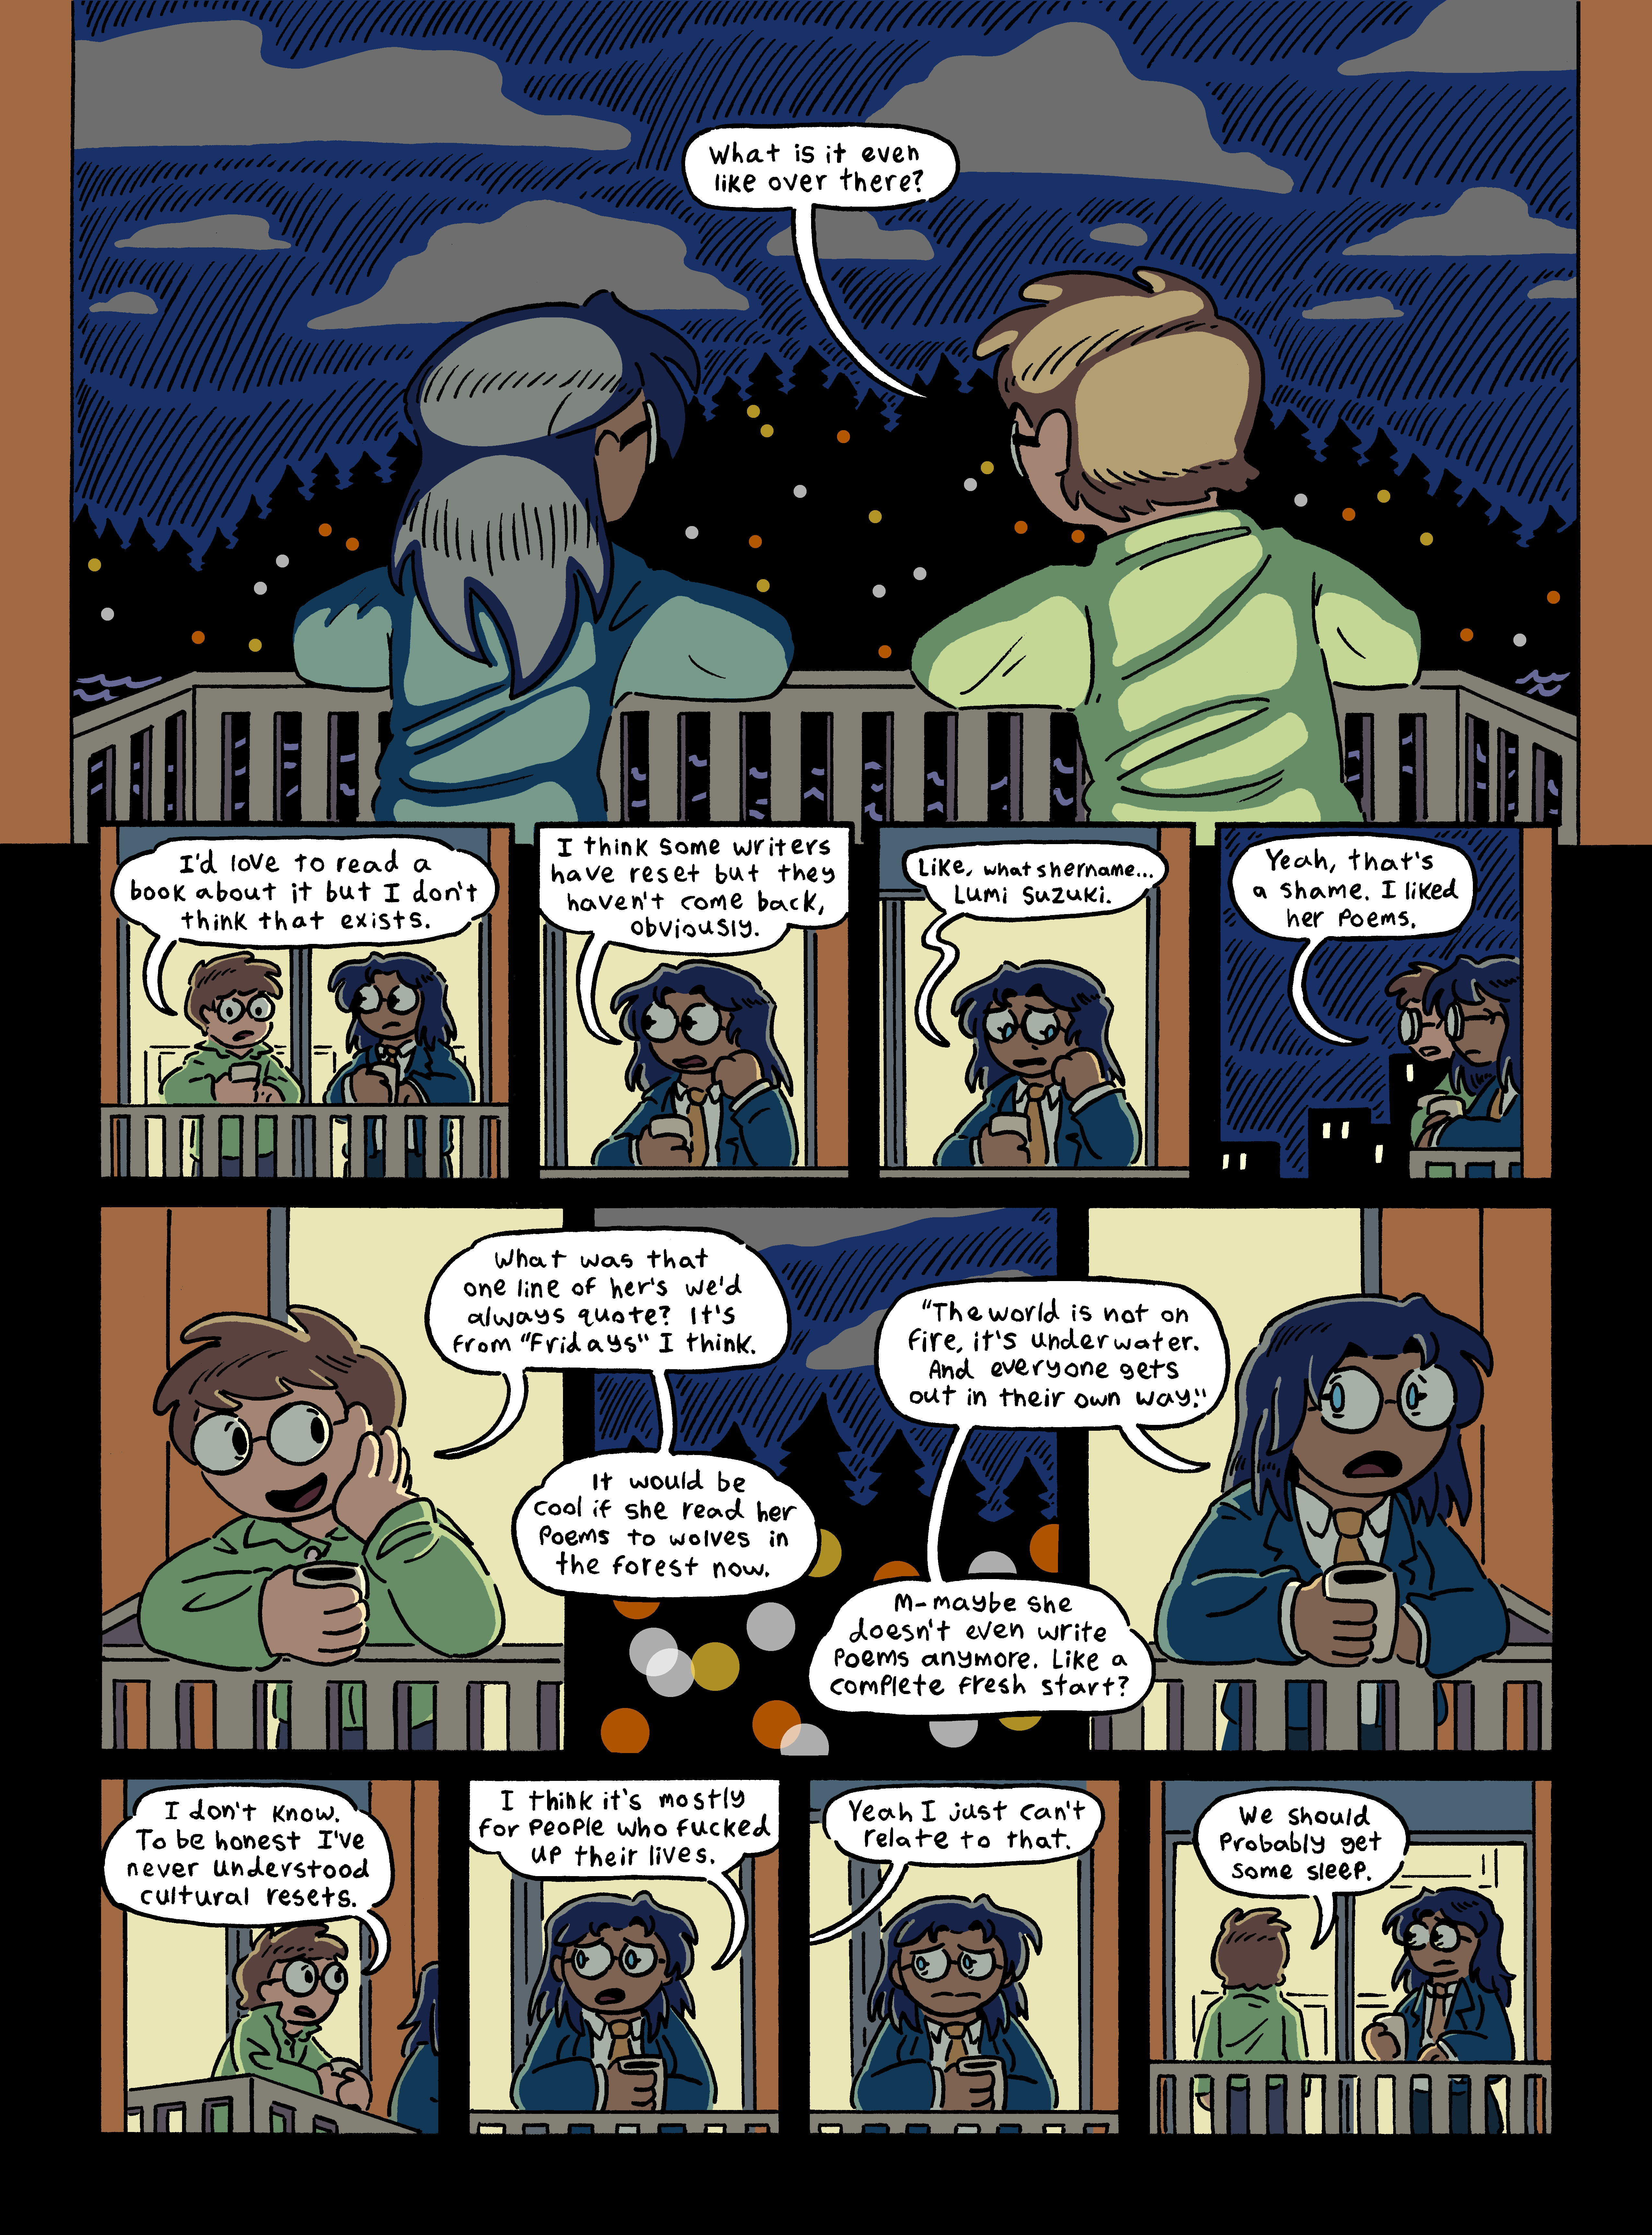 What is it even
like over there?
I'd love to read a
book about it but I don't
think that exists.
I think some writers
have reset but they
haven't come back,
obviously.
Like, whatshername...
Lumi Suzuki.
Yeah, that's
a shame. I liked
her poems.
What was that
one line of her's we'd
always quote? It's
from "Fridays" I think.
It would be
cool if she read her
poems to wolves in
the forest now.
"The world is not on
fire, it's underwater.
And everyone gets
out in their own way."
M-maybe she
doesn't even write
poems anymore. Like a
complete fresh start?
I don't know.
To be honest I've
never understood
cultural resets.
I think it's mostly
for people who fucked
up their lives.
Yeah I just can't
relate to that.
We should
probably get
some sleep.